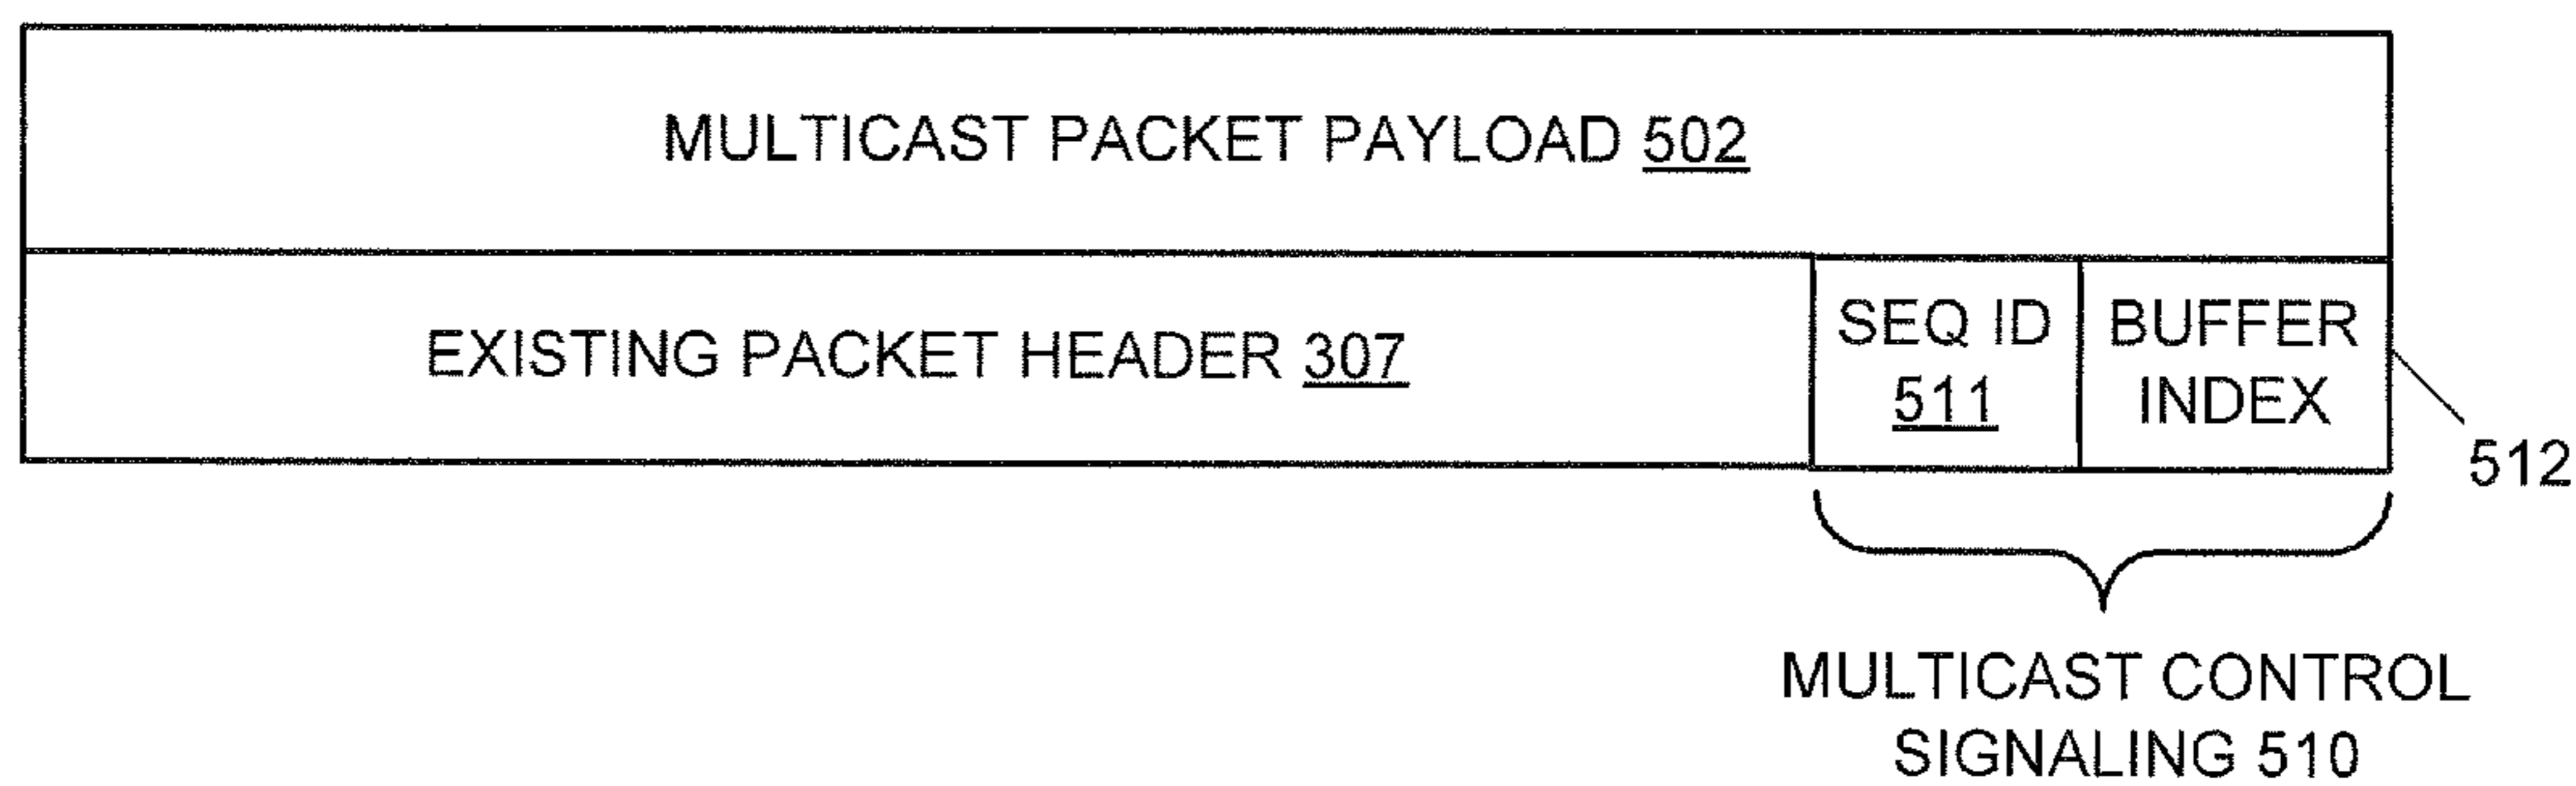 MULTICAST PACKET PAYLOAD 502
EXISTING PACKET HEADER 307
SEQ ID
511
BUFFER
INDEX
512
MULTICAST CONTROL
SIGNALING 510